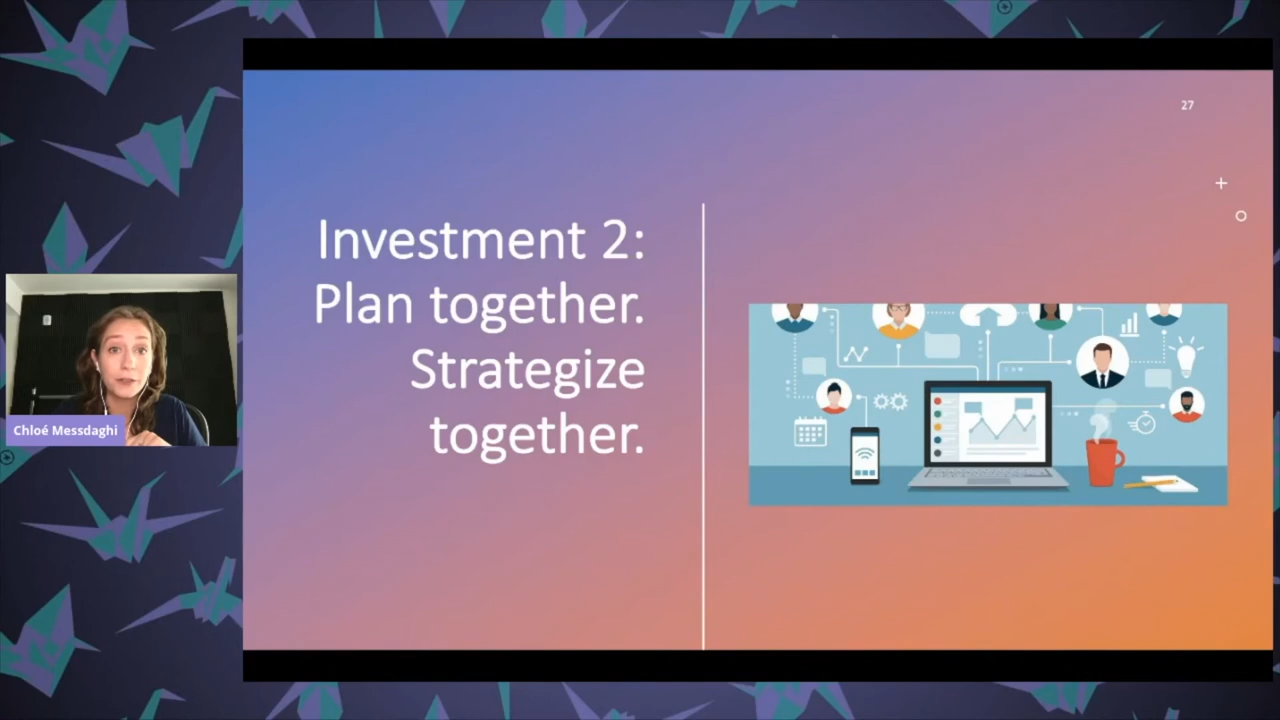 27
Investment 2:
Plan together.
Strategize
together.
Chloé Messdaghi